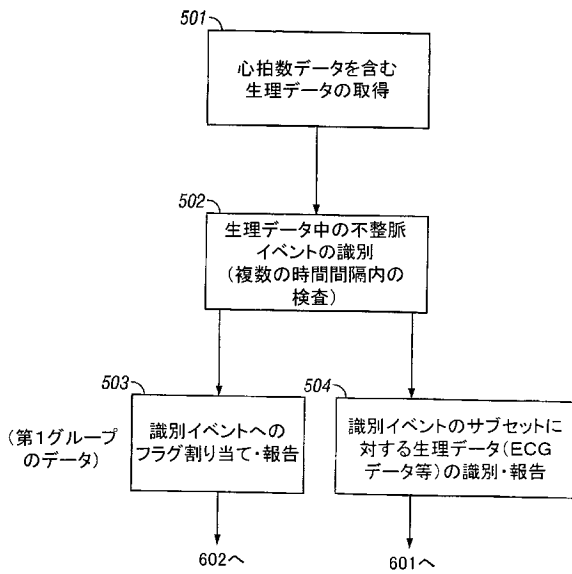 501
心拍数データを含む
生理データの取得
502
生理データ中の不整脈
イベントの識別
(複数の時間間隔内の
検査)
503
(第1グループ
のデータ)
識別イベントへの
フラグ割り当て・報告
504
識別イベントのサブセットに
対する生理データ(ECG
データ等)の識別・報告
602へ
601へ